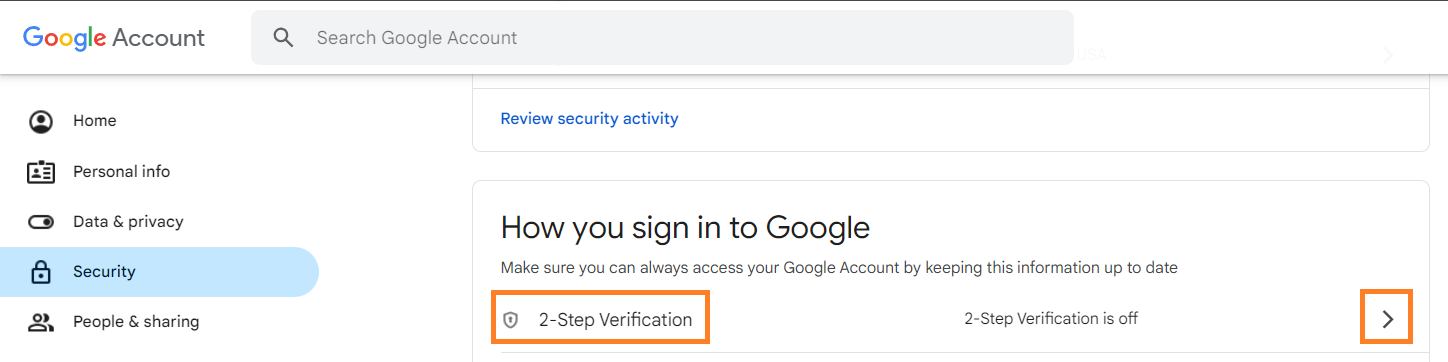 Google Account
Search Google Account
USA
Home
Personal info
Data & privacy
Security
People & sharing
Review security activity
How you sign in to Google
Make sure you can always access your Google Account by keeping this information up to date
2-Step Verification
2-Step Verification is off